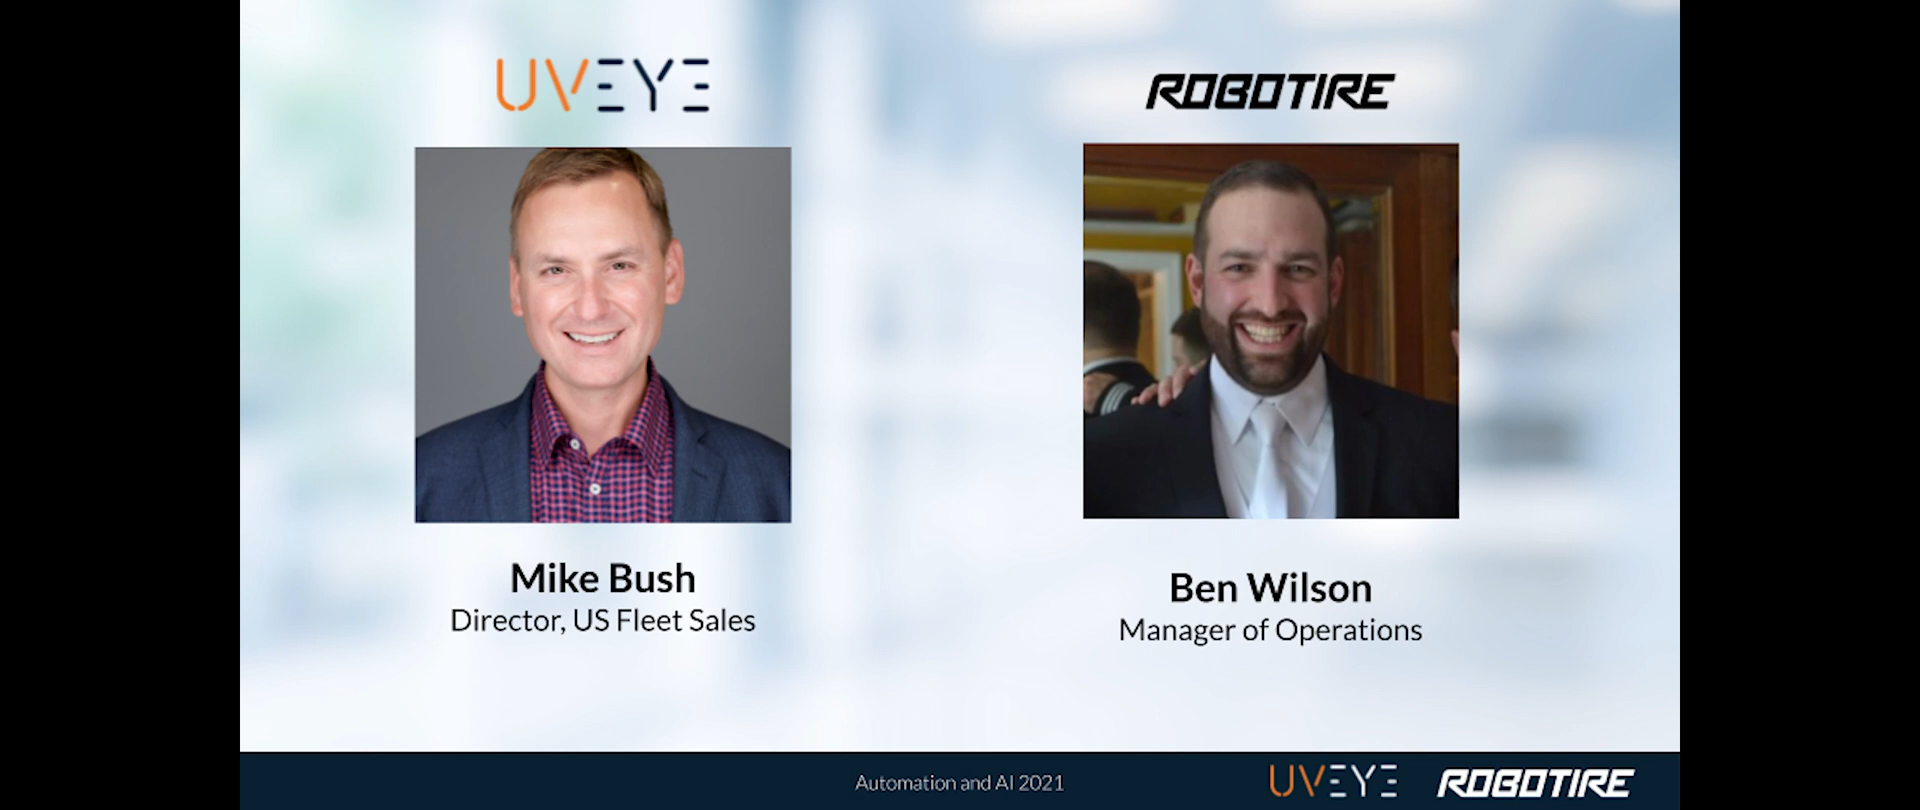 UVEYE
ROBOTIRE
Mike Bush
Director, US Fleet Sales
Ben Wilson
Manager of Operations
Automation and AI 2021
UVEYE
ROBOTIRE